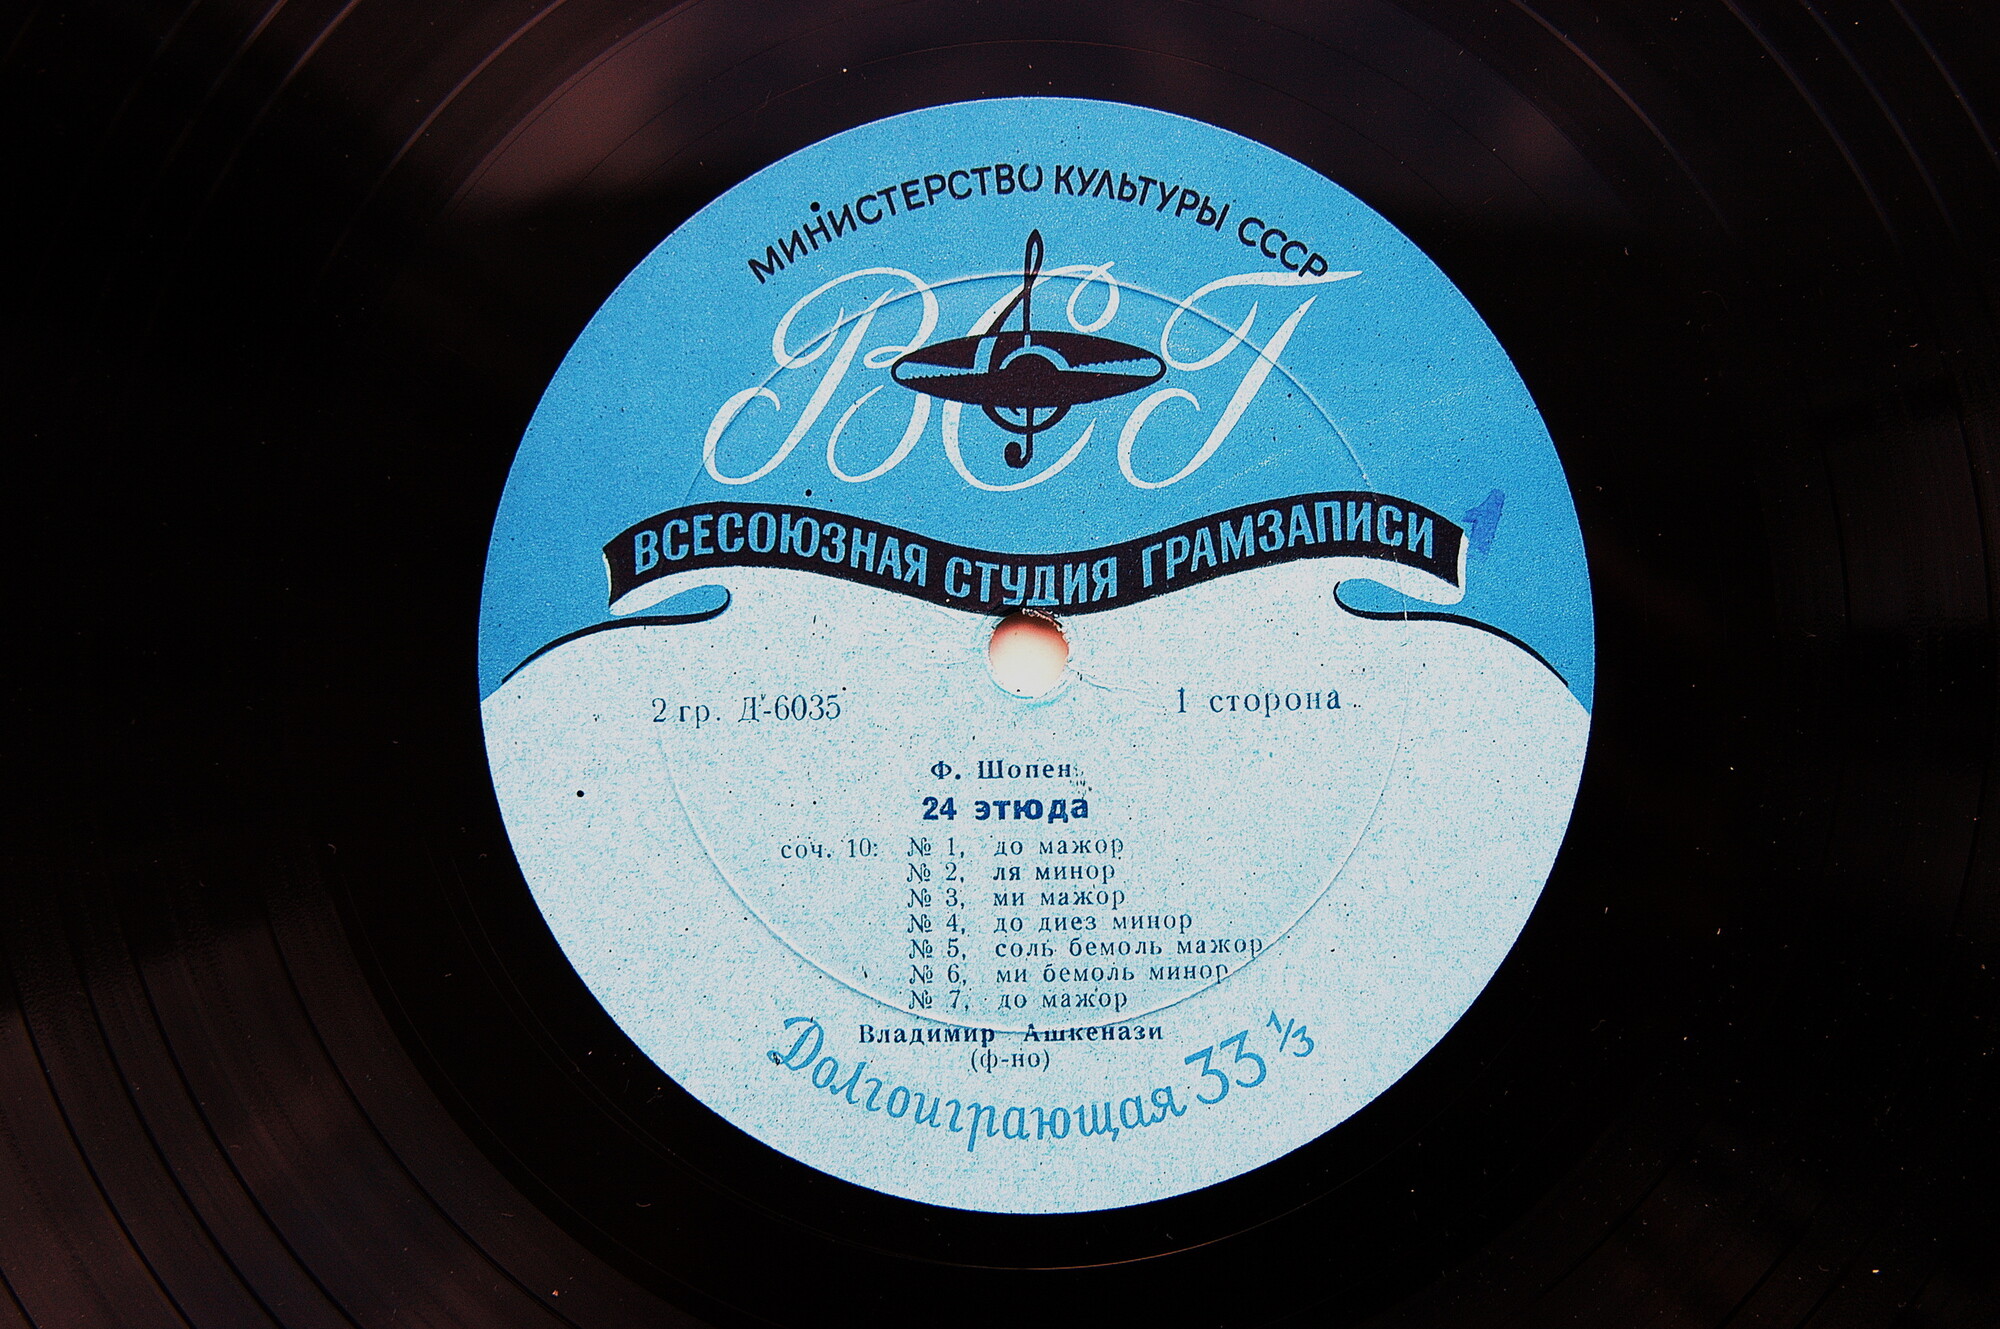 МИНИСТЕРСТВО КУЛЬТУРЫ СССР
ВСГ
ВСЕСОЮЗНАЯ СТУДИЯ ГРАМЗАПИСИ
1
2 гр. Д-6035
1 сторона
Ф. Шопен
24 этюда
соч. 10: № 1, до мажор
№ 2, ля минор
№ 3, ми мажор
№ 4, до диез минор
№ 5, соль бемоль мажор
№ 6, ми бемоль минор
№ 7, до мажор
Владимир Ашкенази
(ф-но)
Долгоиграющая 33 1/3